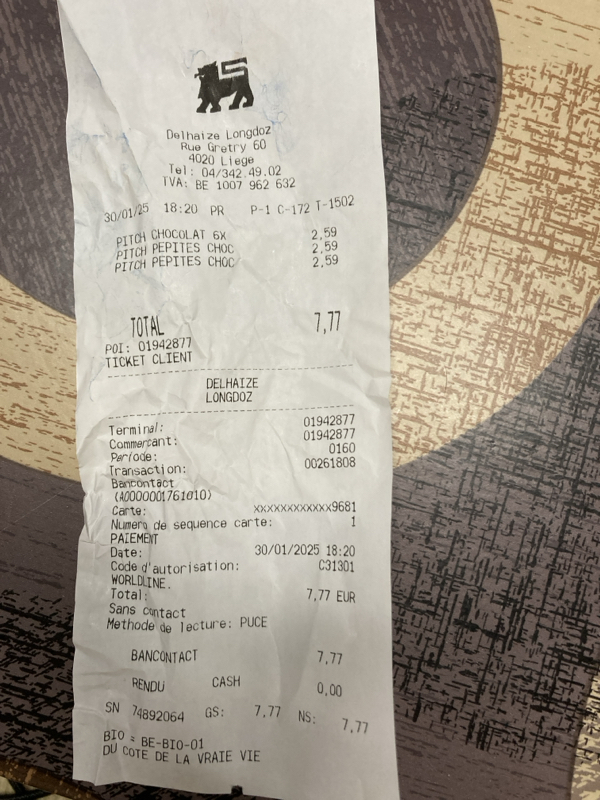 Delhaize Longdoz
Rue Gretry 60
4020 Liege
Tel: 04/342.49.02
TVA: BE 1007 962 632
30/01/25 18:20 PR P-1 C-172 T-1502
PITCH CHOCOLAT 6X 2,59
PITCH PEPITES CHOC 2,59
PITCH PEPITES CHOC 2,59
TOTAL 7,77
POI: 01942877
TICKET CLIENT
DELHAIZE
LONGDOZ
Terminal: 01942877
Commerçant: 01942877
Période: 0160
Transaction: 00261808
Bancontact
(A0000001761010)
Carte: xxxxxxxxxxxx9681
Numero de sequence carte: 1
PAIEMENT
Date: 30/01/2025 18:20
Code d'autorisation: C31301
WORLDLINE.
Total: 7,77 EUR
Sans contact
Methode de lecture: PUCE
BANCONTACT 7,77
RENDU CASH 0,00
SN 74892064 GS: 7,77 NS: 7,77
BIO = BE-BIO-01
DU COTE DE LA VRAIE VIE